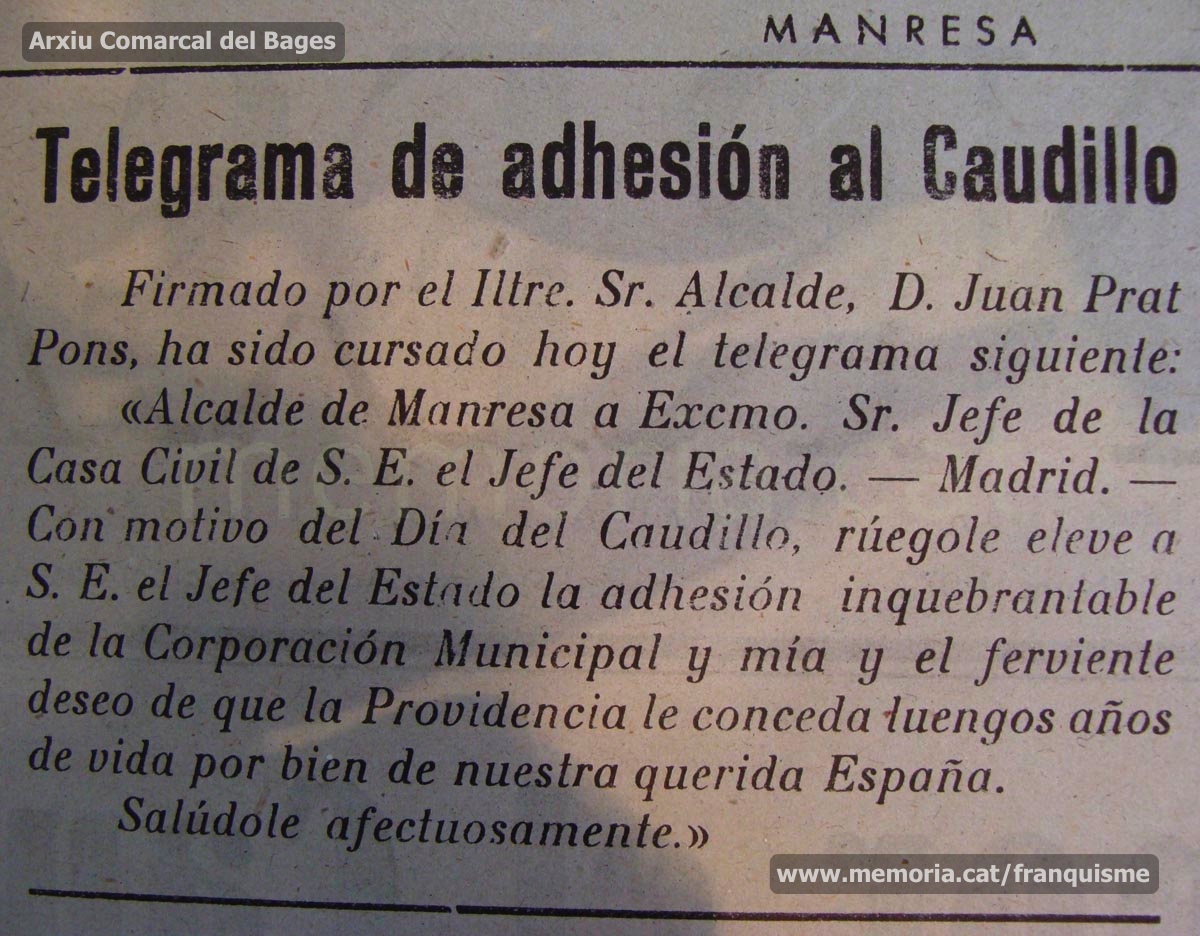 Arxiu Comarcal del Bages
MANRESA
Telegrama de adhesión al Caudillo
Firmado por el Iltre. Sr. Alcalde, D. Juan Prat
Pons, ha sido cursado hoy el telegrama siguiente:
«Alcalde de Manresa a Excmo. Sr. Jefe de la
Casa Civil de S. E. el Jefe del Estado. — Madrid. —
Con motivo del Día del Caudillo, rúegole eleve a
S. E. el Jefe del Estado la adhesión inquebrantable
de la Corporación Municipal y mía y el ferviente
deseo de que la Providencia le conceda luengos años
de vida por bien de nuestra querida España.
Salúdole afectuosamente.»
www.memoria.cat/franquisme